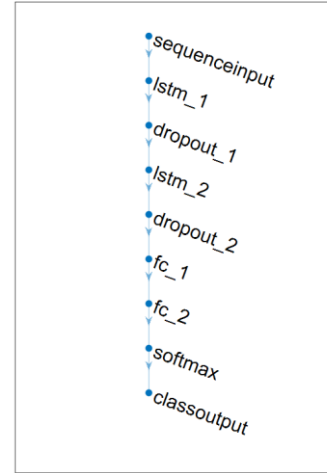 sequenceinput
lstm_1
dropout_1
lstm_2
dropout_2
fc_1
fc_2
softmax
classoutput